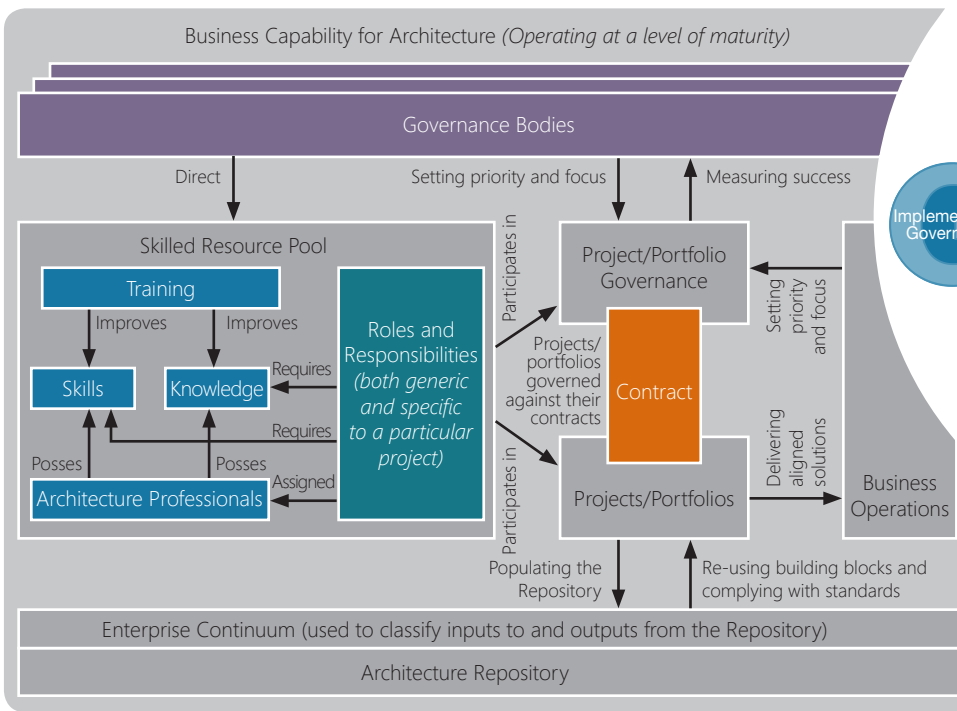 Business Capability for Architecture (Operating at a level of maturity)
Governance Bodies
Direct
Setting priority and focus
Measuring success
Skilled Resource Pool
Training
Improves
Improves
Skills
Knowledge
Requires
Requires
Posses
Posses
Assigned
Architecture Professionals
Roles and
Responsibilities
(both generic
and specific
to a particular
project)
Participates in
Participates in
Project/Portfolio
Governance
Projects/
portfolios
governed
against their
contracts
Contract
Setting
priority
and focus
Impleme
Govern
Projects/Portfolios
Delivering
aligned
solutions
Business
Operations
Populating the
Repository
Re-using building blocks and
complying with standards
Enterprise Continuum (used to classify inputs to and outputs from the Repository)
Architecture Repository